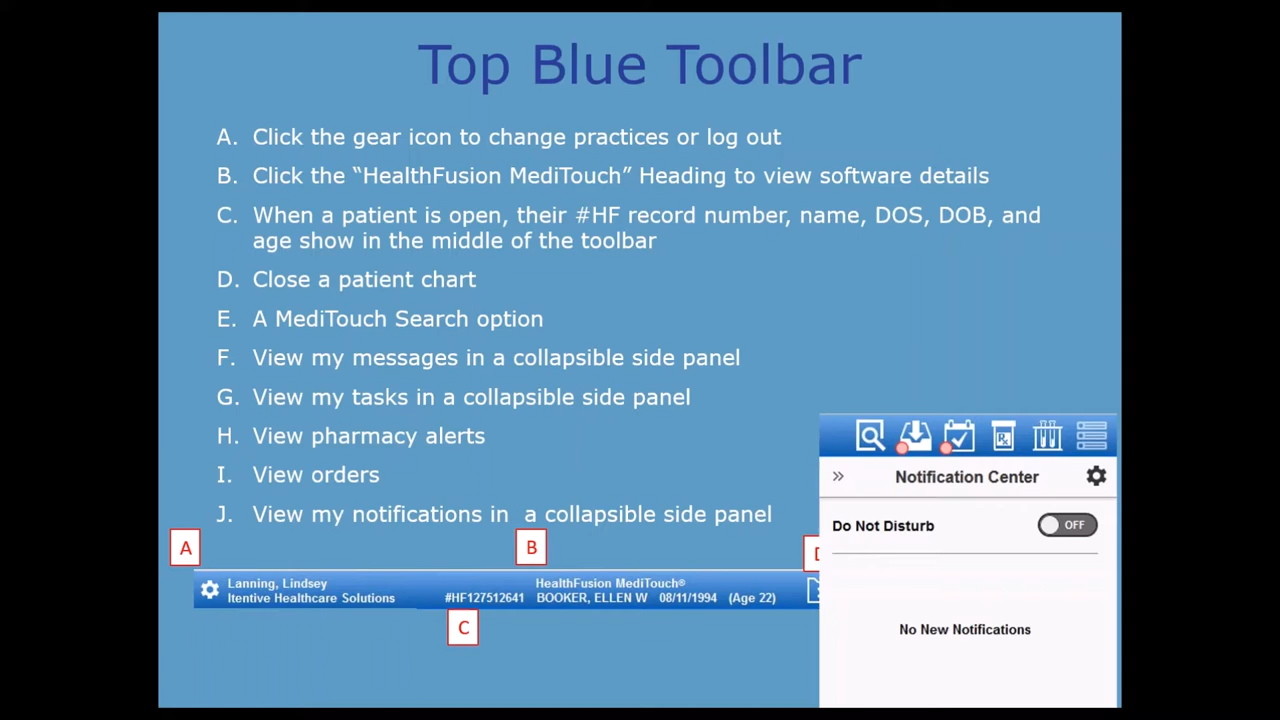 Top Blue Toolbar
A. Click the gear icon to change practices or log out
B. Click the “HealthFusion MediTouch” Heading to view software details
C. When a patient is open, their #HF record number, name, DOS, DOB, and
age show in the middle of the toolbar
D. Close a patient chart
E. A MediTouch Search option
F. View my messages in a collapsible side panel
G. View my tasks in a collapsible side panel
H. View pharmacy alerts
I. View orders
J. View my notifications in a collapsible side panel
A
B
D
Lanning, Lindsey
HealthFusion MediTouch®
Itentive Healthcare Solutions
#HF127512641 BOOKER, ELLEN W 08/11/1994 (Age 22)
C
Rx
» Notification Center
Do Not Disturb OFF
No New Notifications